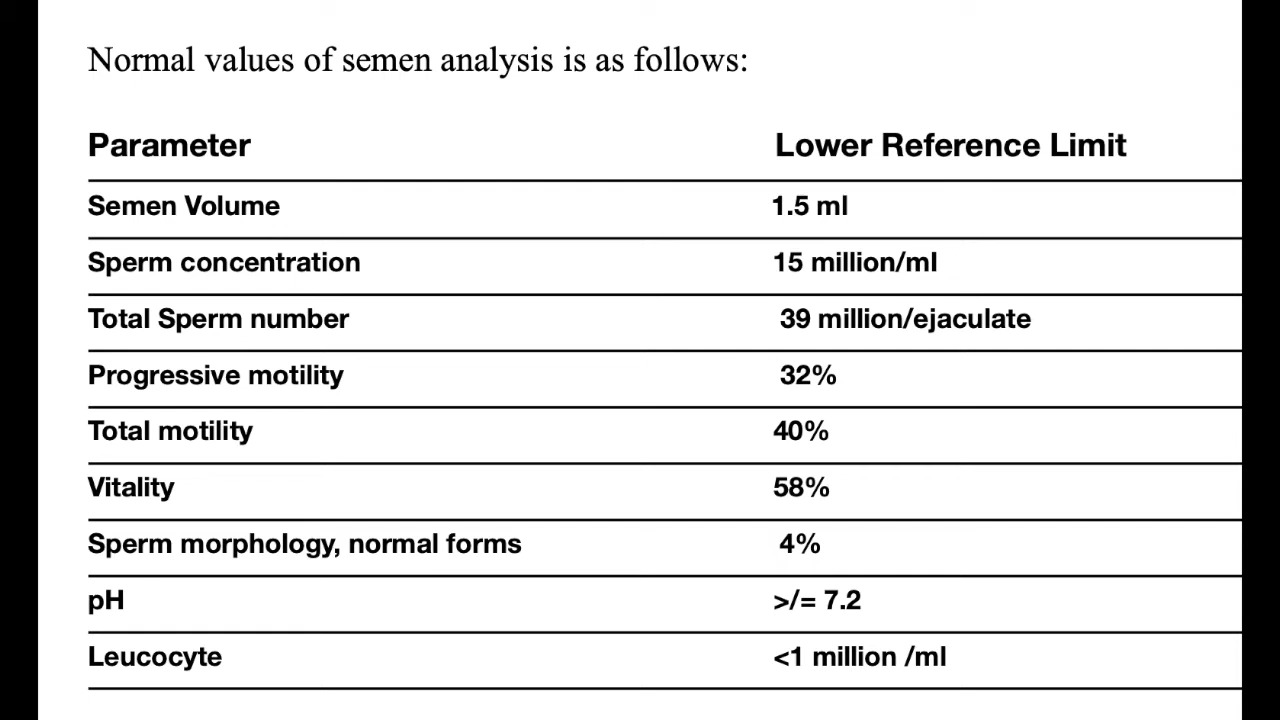 Normal values of semen analysis is as follows:
Parameter Lower Reference Limit
Semen Volume 1.5 ml
Sperm concentration 15 million/ml
Total Sperm number 39 million/ejaculate
Progressive motility 32%
Total motility 40%
Vitality 58%
Sperm morphology, normal forms 4%
pH >/= 7.2
Leucocyte <1 million /ml